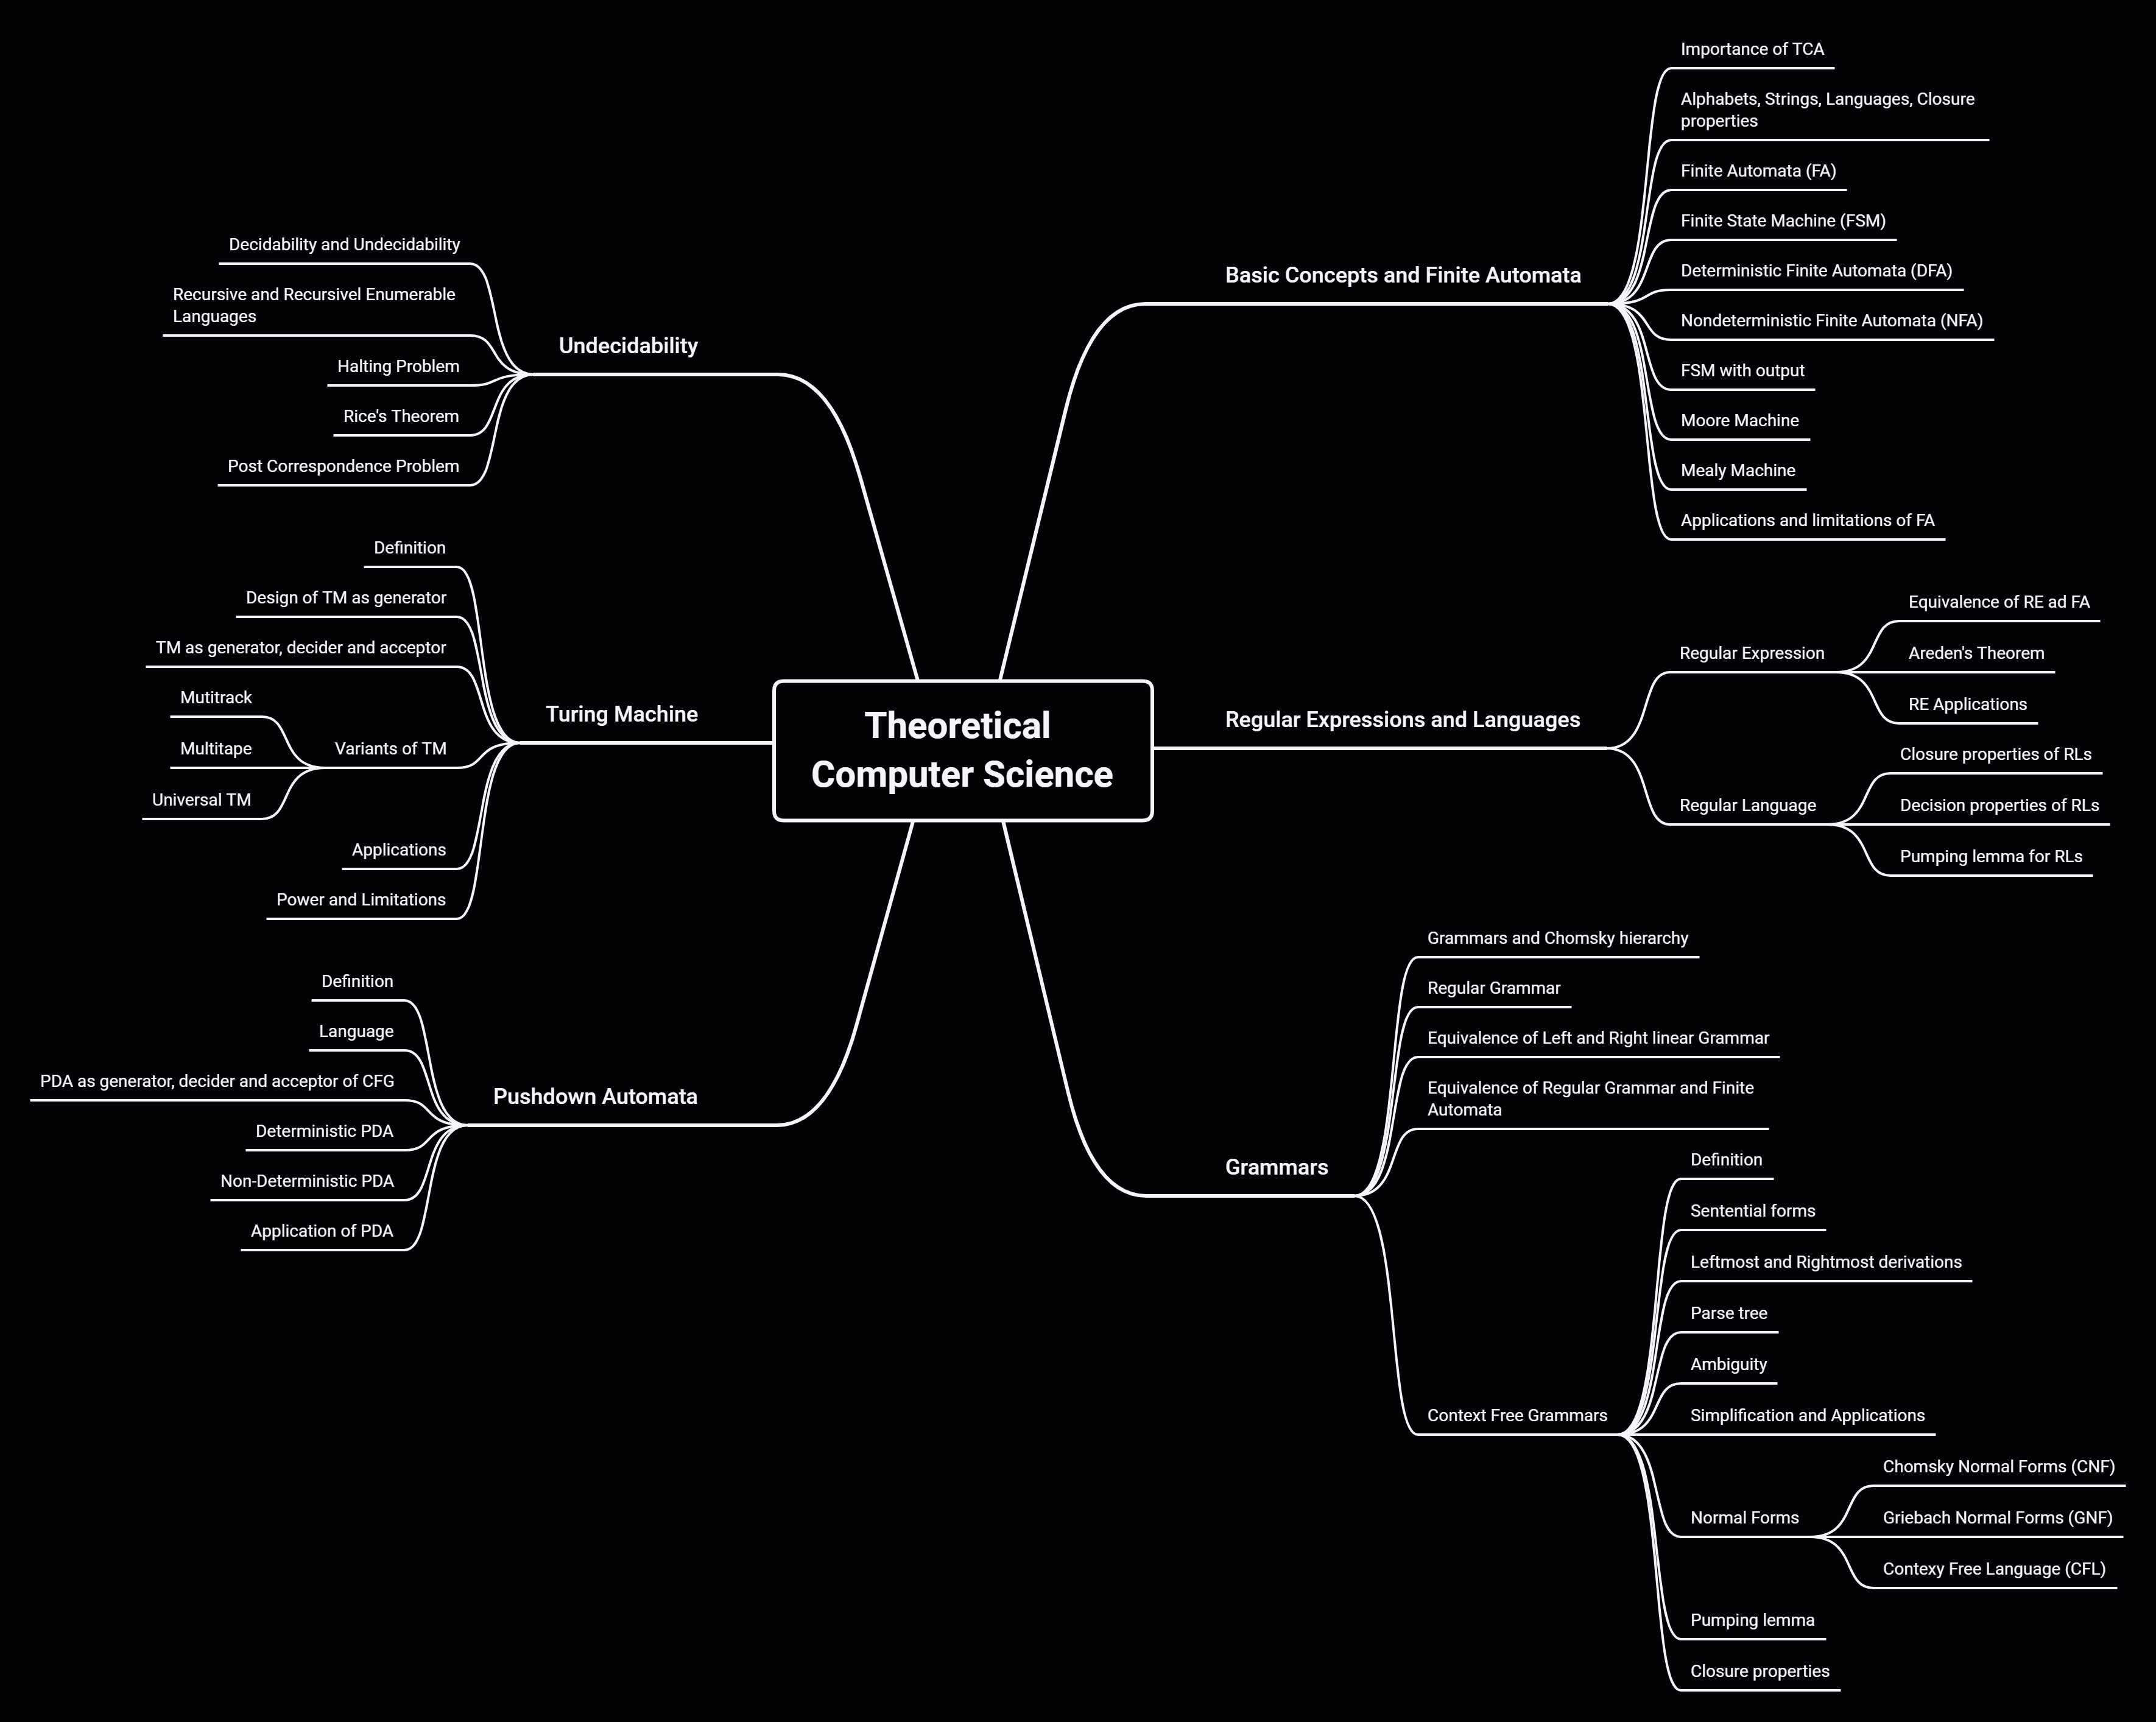 Theoretical
Computer Science
Basic Concepts and Finite Automata
Importance of TCA
Alphabets, Strings, Languages, Closure
properties
Finite Automata (FA)
Finite State Machine (FSM)
Deterministic Finite Automata (DFA)
Nondeterministic Finite Automata (NFA)
FSM with output
Moore Machine
Mealy Machine
Applications and limitations of FA
Regular Expressions and Languages
Regular Expression
Equivalence of RE ad FA
Areden's Theorem
RE Applications
Regular Language
Closure properties of RLs
Decision properties of RLs
Pumping lemma for RLs
Grammars
Grammars and Chomsky hierarchy
Regular Grammar
Equivalence of Left and Right linear Grammar
Equivalence of Regular Grammar and Finite
Automata
Context Free Grammars
Definition
Sentential forms
Leftmost and Rightmost derivations
Parse tree
Ambiguity
Simplification and Applications
Normal Forms
Chomsky Normal Forms (CNF)
Griebach Normal Forms (GNF)
Contexy Free Language (CFL)
Pumping lemma
Closure properties
Undecidability
Decidability and Undecidability
Recursive and Recursivel Enumerable
Languages
Halting Problem
Rice's Theorem
Post Correspondence Problem
Turing Machine
Definition
Design of TM as generator
TM as generator, decider and acceptor
Variants of TM
Mutitrack
Multitape
Universal TM
Applications
Power and Limitations
Pushdown Automata
Definition
Language
PDA as generator, decider and acceptor of CFG
Deterministic PDA
Non-Deterministic PDA
Application of PDA